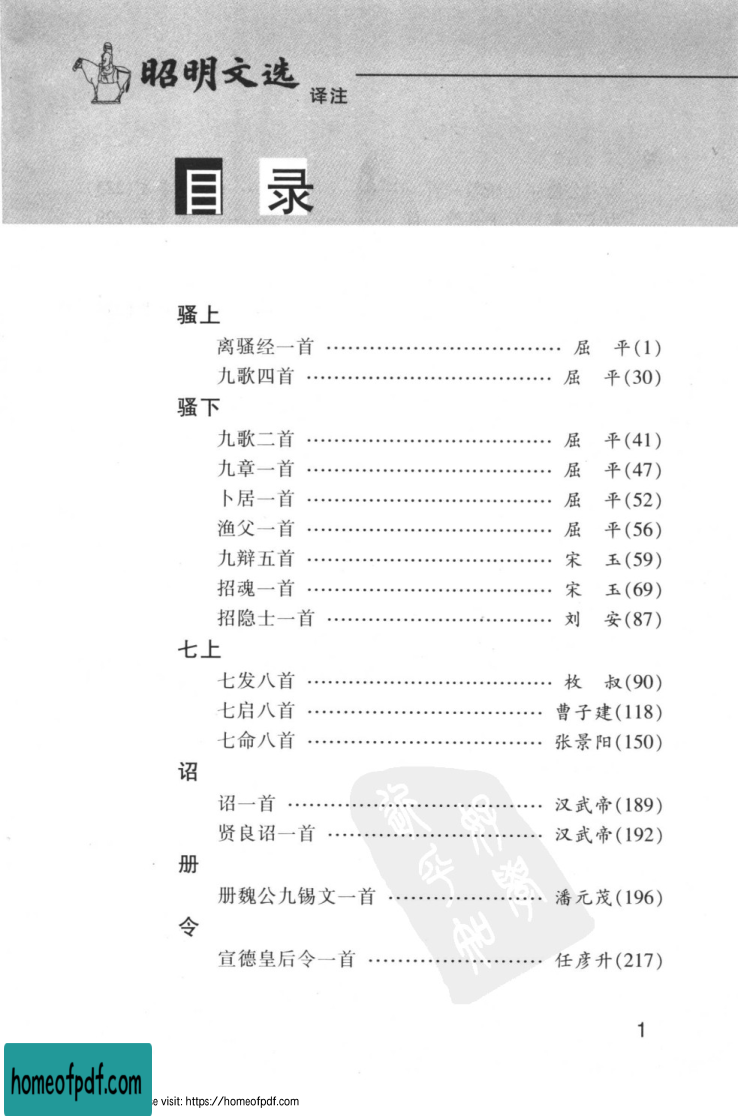 昭明文选
译注
目录
骚上
离骚经一首 …………………………… 屈 平(1)
九歌四首 …………………………… 屈 平(30)
骚下
九歌二首 …………………………… 屈 平(41)
九章一首 …………………………… 屈 平(47)
卜居一首 …………………………… 屈 平(52)
渔父一首 …………………………… 屈 平(56)
九辩五首 …………………………… 宋 玉(59)
招魂一首 …………………………… 宋 玉(69)
招隐士一首 ………………………… 刘 安(87)
七上
七发八首 …………………………… 枚 叔(90)
七启八首 ………………………… 曹子建(118)
七命八首 ………………………… 张景阳(150)
诏
诏一首 …………………………… 汉武帝(189)
贤良诏一首 ……………………… 汉武帝(192)
册
册魏公九锡文一首 ………………… 潘元茂(196)
令
宣德皇后令一首 …………………… 任彦升(217)
1
homeofpdf.com
e visit: https://homeofpdf.com